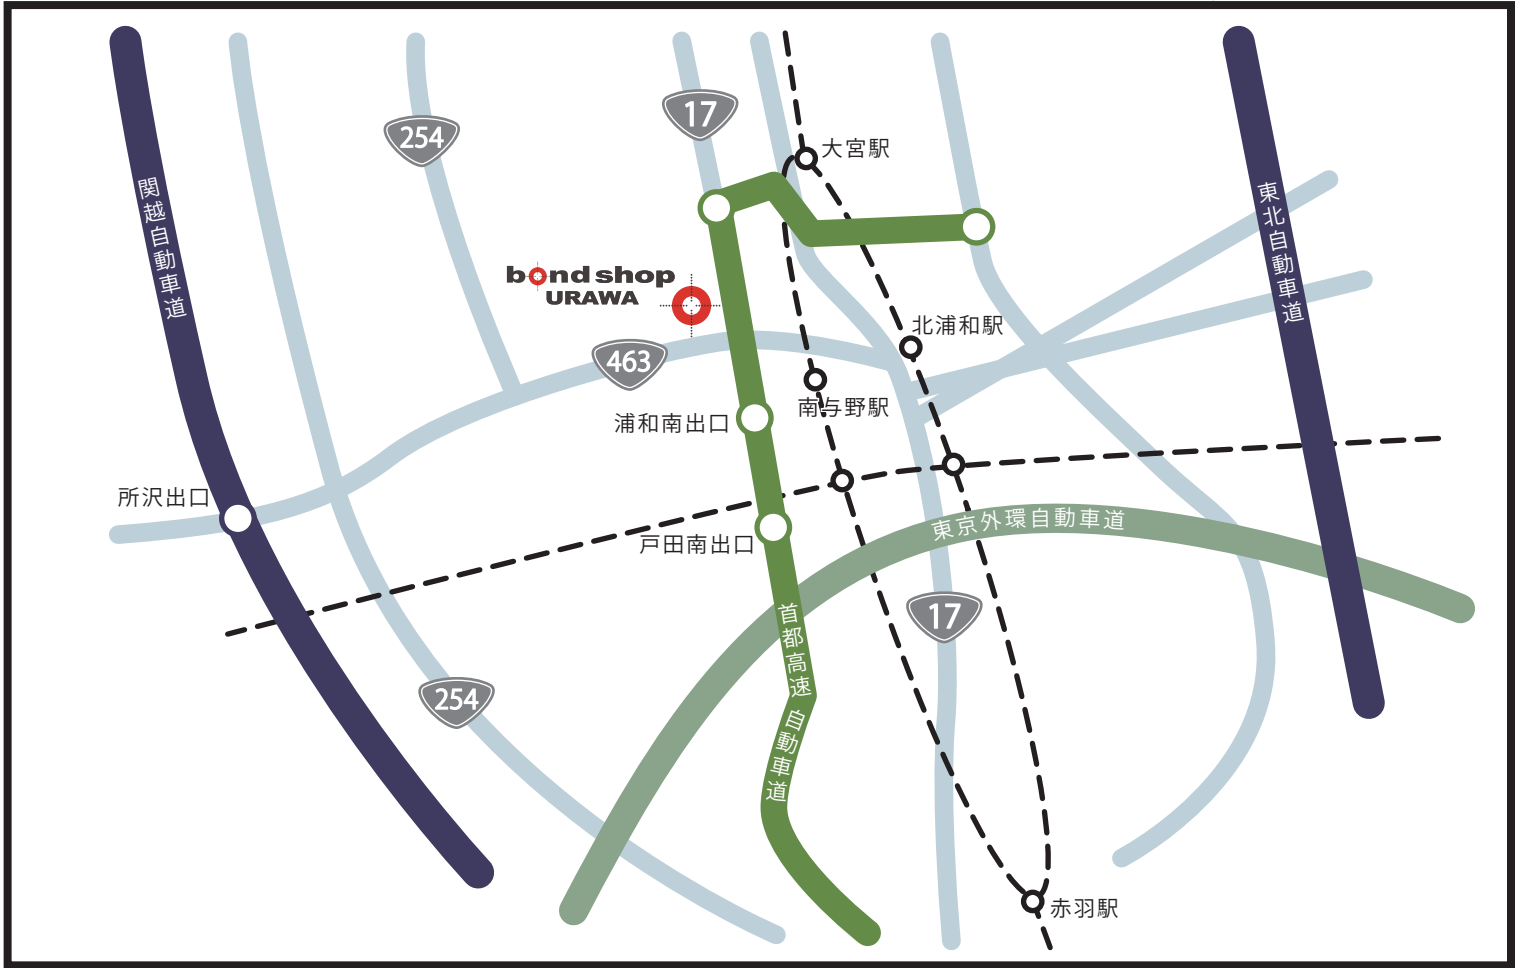 17
254
大宮駅
関越自動車道
東北自動車道
bond shop
URAWA
北浦和駅
463
南与野駅
浦和南出口
所沢出口
東京外環自動車道
戸田南出口
首都高速 自動車道
17
254
赤羽駅